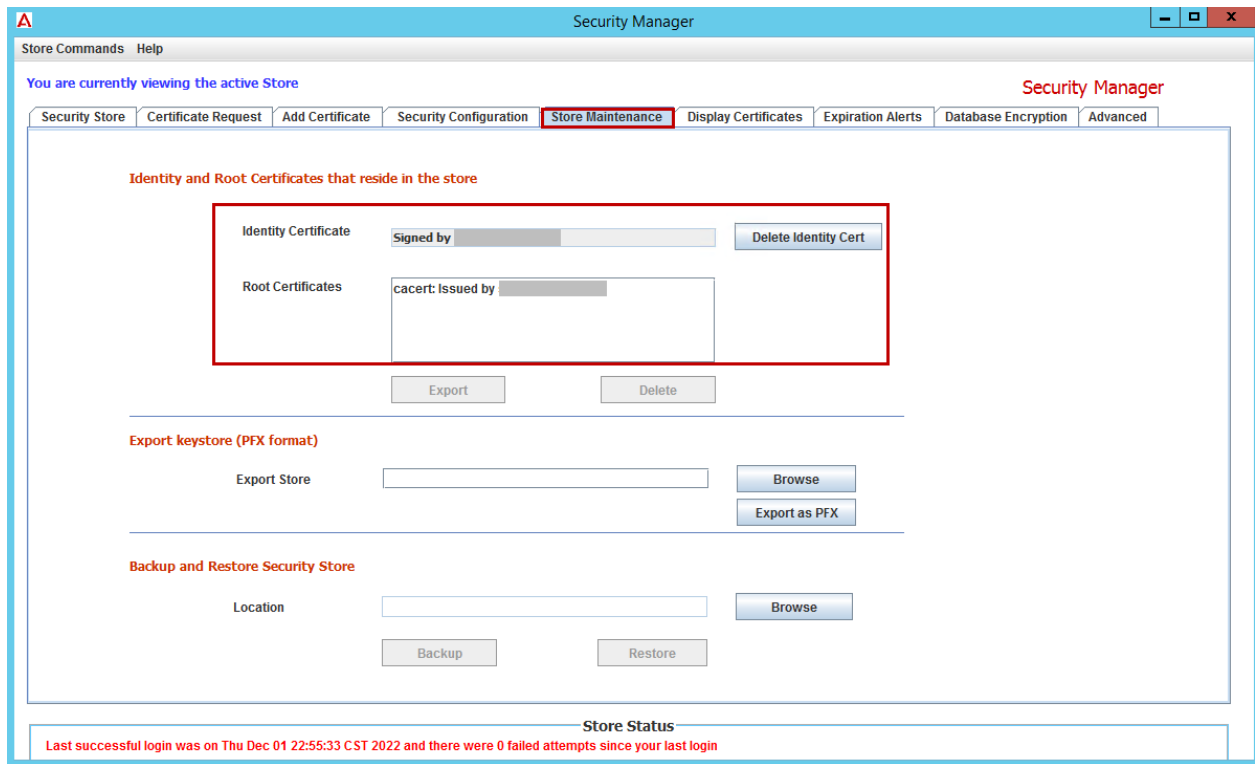 Security Manager
Store Commands Help
You are currently viewing the active Store
Security Manager
Security Store Certificate Request Add Certificate Security Configuration Store Maintenance Display Certificates Expiration Alerts Database Encryption Advanced
Identity and Root Certificates that reside in the store
Identity Certificate Signed by Delete Identity Cert
Root Certificates cacert: Issued by
Export Delete
Export keystore (PFX format)
Export Store Browse
Export as PFX
Backup and Restore Security Store
Location Browse
Backup Restore
Store Status
Last successful login was on Thu Dec 01 22:55:33 CST 2022 and there were 0 failed attempts since your last login